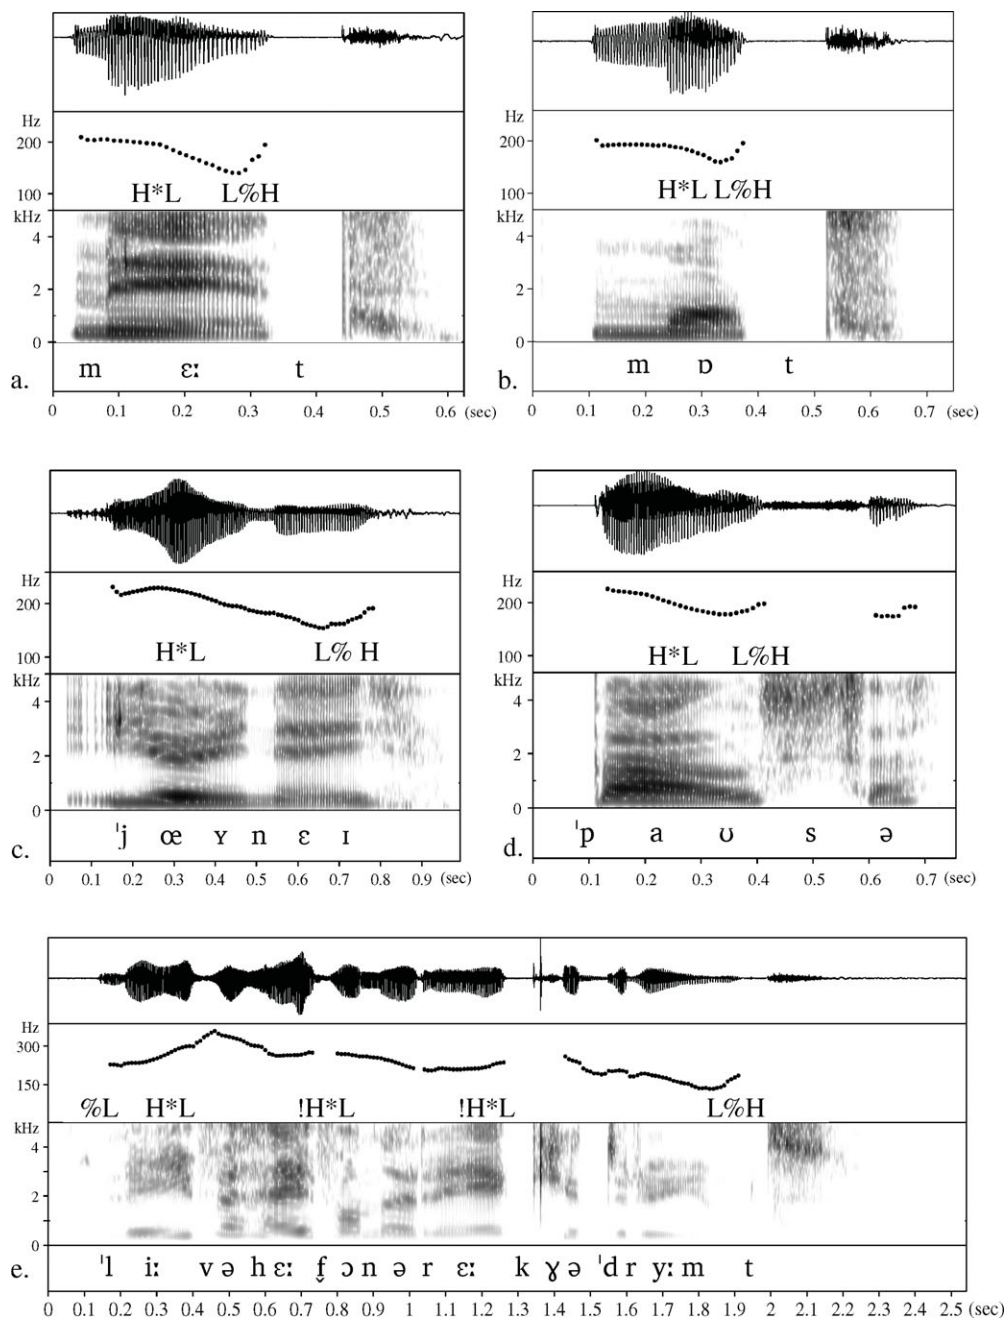 Hz
200
100
H*L L%H
kHz
4
2
0
m ɛː t
a.
0 0.1 0.2 0.3 0.4 0.5 0.6 (sec)
Hz
200
100
H*L L%H
kHz
4
2
0
m ɒ t
b.
0 0.1 0.2 0.3 0.4 0.5 0.6 0.7 (sec)
Hz
200
100
H*L L% H
kHz
4
2
0
ˈj œ ʏ n ɛ ɪ
c.
0 0.1 0.2 0.3 0.4 0.5 0.6 0.7 0.8 0.9 (sec)
Hz
200
100
H*L L%H
kHz
4
2
0
ˈp a ʊ s ə
d.
0 0.1 0.2 0.3 0.4 0.5 0.6 0.7 (sec)
Hz
300
150
%L H*L !H*L !H*L L%H
kHz
4
2
0
ˈl iː v ə h ɛː f̬ ɔ n ə r ɛː k ɣ ə ˈd r yː m t
e.
0 0.1 0.2 0.3 0.4 0.5 0.6 0.7 0.8 0.9 1 1.1 1.2 1.3 1.4 1.5 1.6 1.7 1.8 1.9 2 2.1 2.2 2.3 2.4 2.5 (sec)